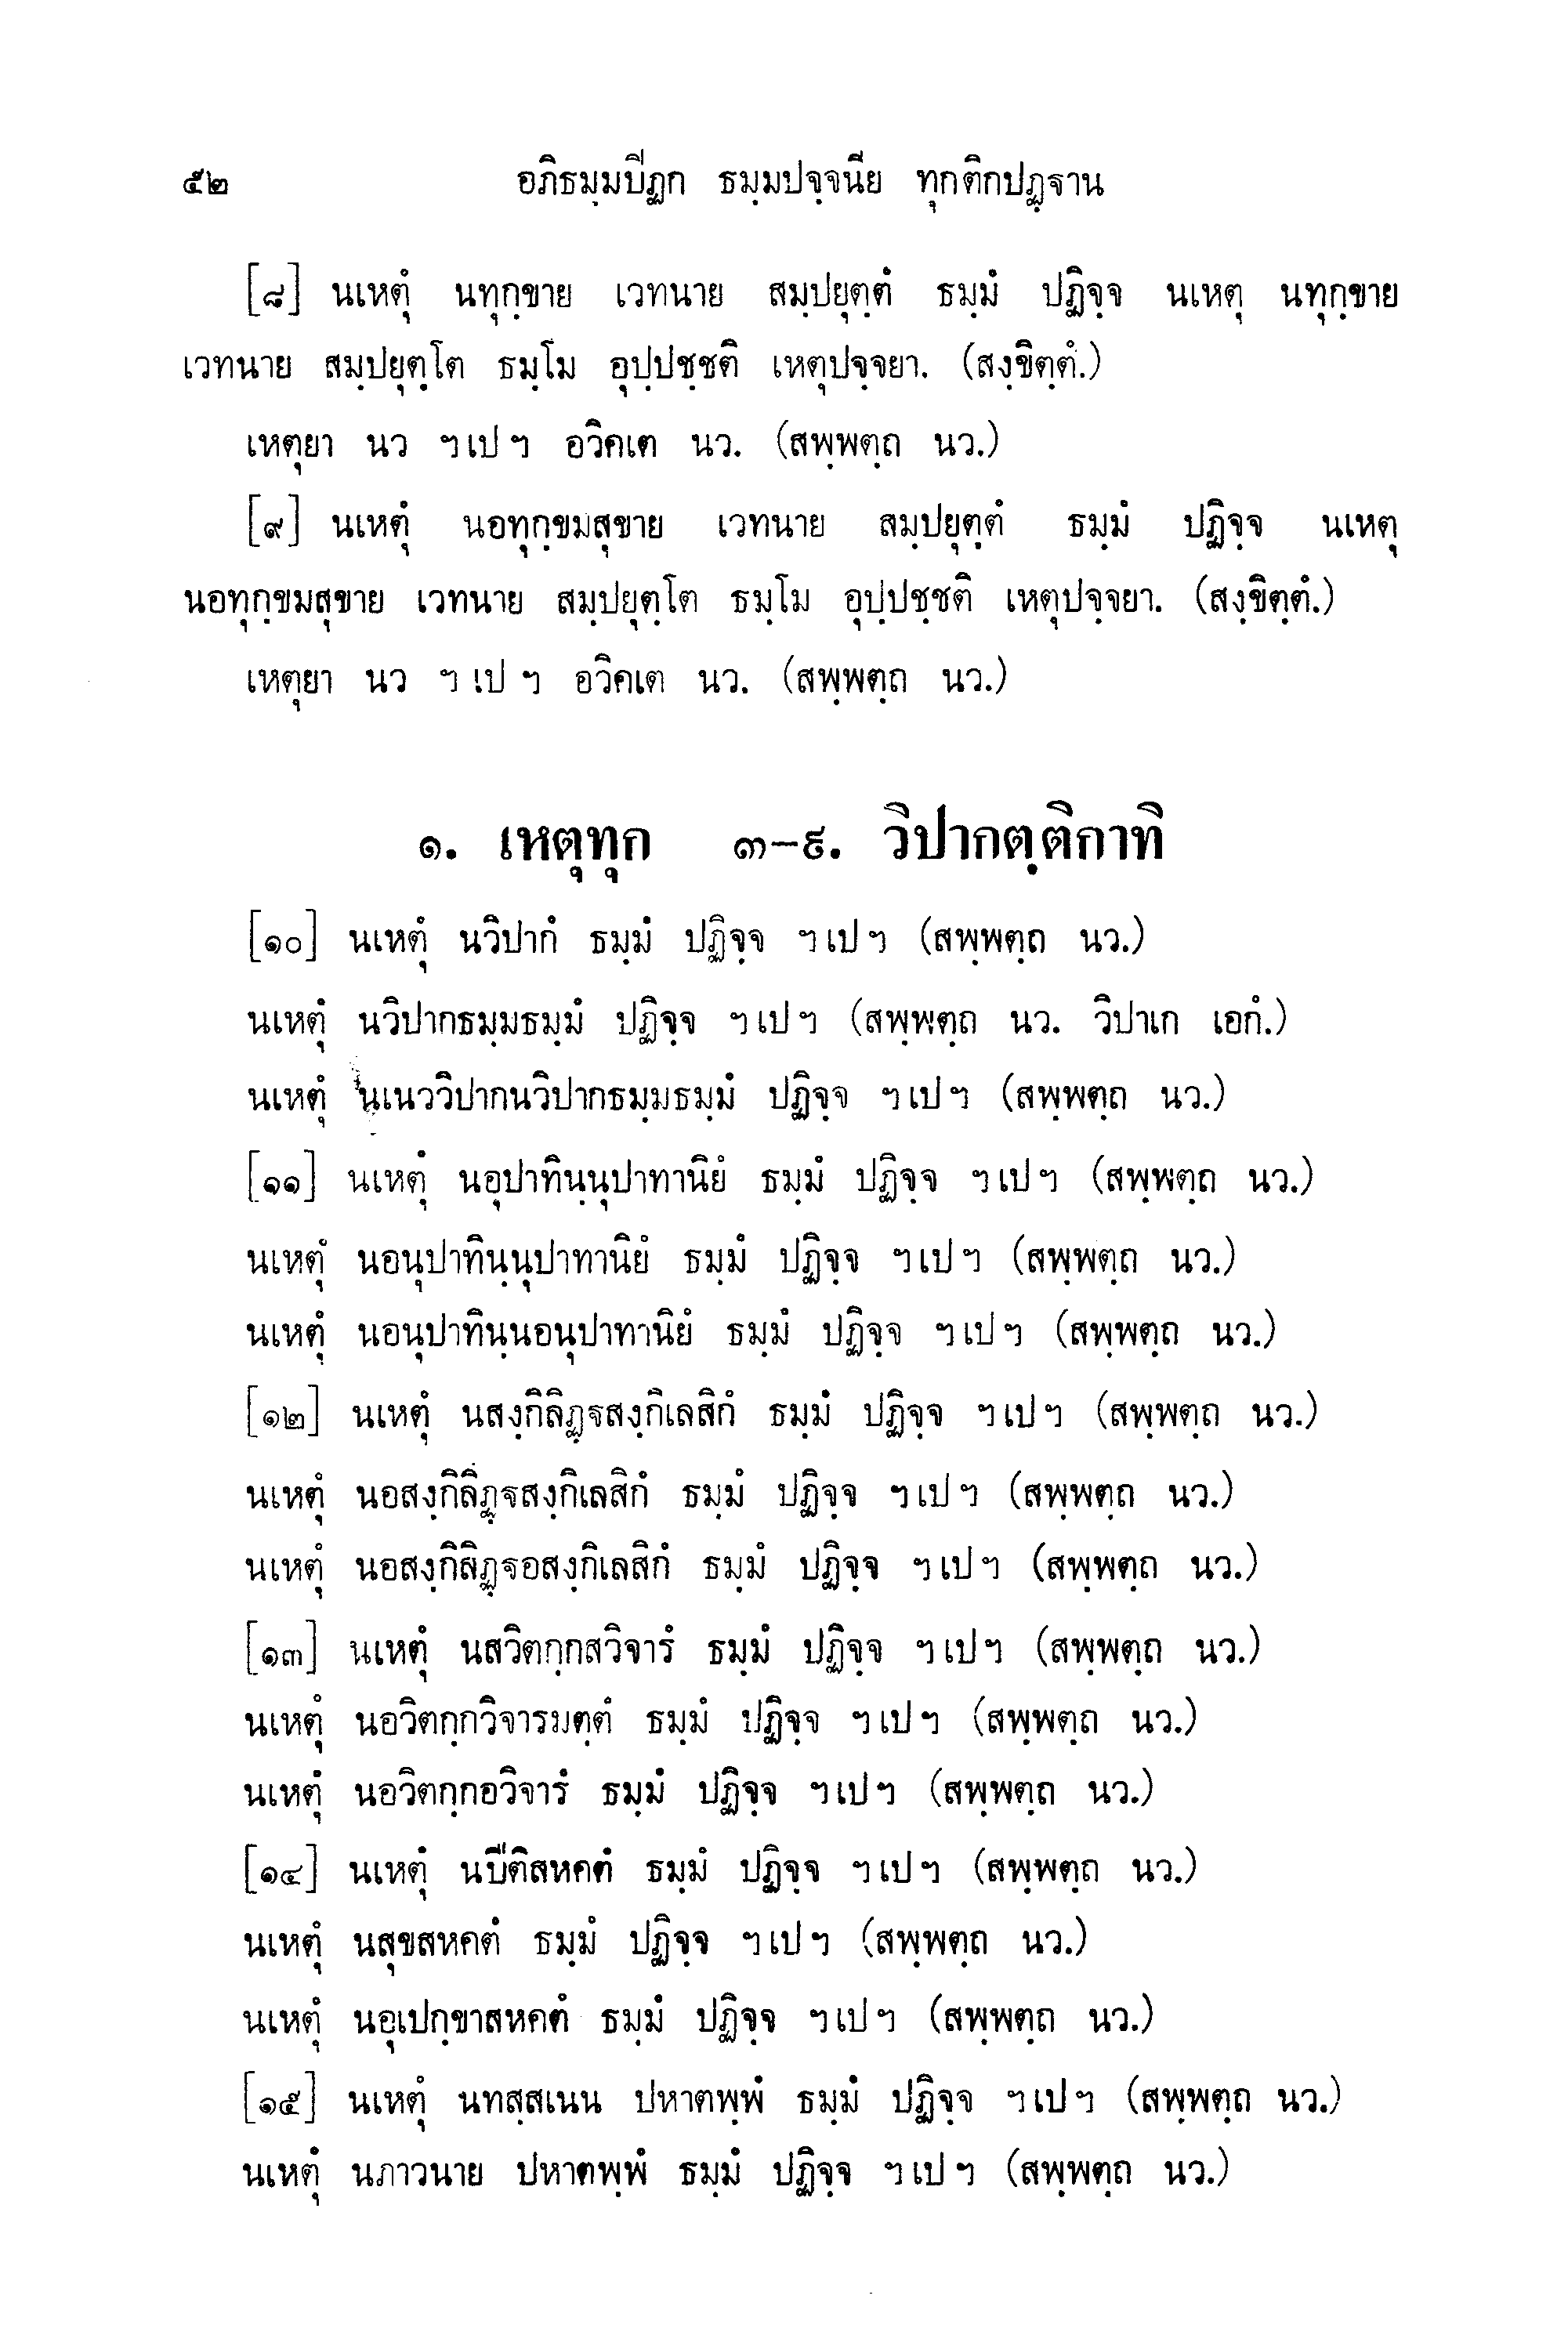 ๕๒ อภิธมฺมปิฏก ธมฺมปจฺจนีย ทุกติกปฏฺฐาน
[๘] นเหตุํ นทุกฺขาย เวทนาย สมฺปยุตฺตํ ธมฺมํ ปฏิจฺจ นเหตุ นทุกฺขาย
เวทนาย สมฺปยุตฺโต ธมฺโม อุปฺปชฺชติ เหตุปจฺจยา. (สงฺขิตฺตํ.)
เหตุยา นว ฯ เป ฯ อวิคเต นว. (สพฺพตฺถ นว.)
[๙] นเหตุํ นอทุกฺขมสุขาย เวทนาย สมฺปยุตฺตํ ธมฺมํ ปฏิจฺจ นเหตุ
นอทุกฺขมสุขาย เวทนาย สมฺปยุตฺโต ธมฺโม อุปฺปชฺชติ เหตุปจฺจยา. (สงฺขิตฺตํ.)
เหตุยา นว ฯ เป ฯ อวิคเต นว. (สพฺพตฺถ นว.)
๑. เหตุทุก ๓-๙. วิปากตฺติกาทิ
[๑๐] นเหตุํ นวิปากํ ธมฺมํ ปฏิจฺจ ฯ เป ฯ (สพฺพตฺถ นว.)
นเหตุํ นวิปากธมฺมธมฺมํ ปฏิจฺจ ฯ เป ฯ (สพฺพตฺถ นว. วิปาเก เอกํ.)
นเหตุํ นเนววิปากนวิปากธมฺมธมฺมํ ปฏิจฺจ ฯ เป ฯ (สพฺพตฺถ นว.)
[๑๑] นเหตุํ นอุปาทินฺนุปาทานิยํ ธมฺมํ ปฏิจฺจ ฯ เป ฯ (สพฺพตฺถ นว.)
นเหตุํ นอนุปาทินฺนุปาทานิยํ ธมฺมํ ปฏิจฺจ ฯ เป ฯ (สพฺพตฺถ นว.)
นเหตุํ นอนุปาทินฺนอนุปาทานิยํ ธมฺมํ ปฏิจฺจ ฯ เป ฯ (สพฺพตฺถ นว.)
[๑๒] นเหตุํ นสงฺกิลิฏฺฐสงฺกิเลสิกํ ธมฺมํ ปฏิจฺจ ฯ เป ฯ (สพฺพตฺถ นว.)
นเหตุํ นอสงฺกิลิฏฺฐสงฺกิเลสิกํ ธมฺมํ ปฏิจฺจ ฯ เป ฯ (สพฺพตฺถ นว.)
นเหตุํ นอสงฺกิลิฏฺฐอสงฺกิเลสิกํ ธมฺมํ ปฏิจฺจ ฯ เป ฯ (สพฺพตฺถ นว.)
[๑๓] นเหตุํ นสวิตกฺกสวิจารํ ธมฺมํ ปฏิจฺจ ฯ เป ฯ (สพฺพตฺถ นว.)
นเหตุํ นอวิตกฺกวิจารมตฺตํ ธมฺมํ ปฏิจฺจ ฯ เป ฯ (สพฺพตฺถ นว.)
นเหตุํ นอวิตกฺกอวิจารํ ธมฺมํ ปฏิจฺจ ฯ เป ฯ (สพฺพตฺถ นว.)
[๑๔] นเหตุํ นปีติสหคตํ ธมฺมํ ปฏิจฺจ ฯ เป ฯ (สพฺพตฺถ นว.)
นเหตุํ นสุขสหคตํ ธมฺมํ ปฏิจฺจ ฯ เป ฯ (สพฺพตฺถ นว.)
นเหตุํ นอุเปกฺขาสหคตํ ธมฺมํ ปฏิจฺจ ฯ เป ฯ (สพฺพตฺถ นว.)
[๑๕] นเหตุํ นทสฺสเนน ปหาตพฺพํ ธมฺมํ ปฏิจฺจ ฯ เป ฯ (สพฺพตฺถ นว.)
นเหตุํ นภาวนาย ปหาตพฺพํ ธมฺมํ ปฏิจฺจ ฯ เป ฯ (สพฺพตฺถ นว.)